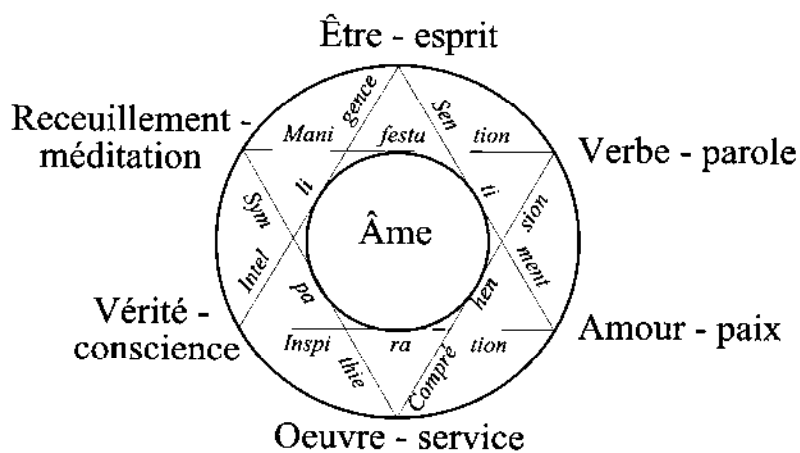 Être - esprit
Receuillement -
méditation
Verbe - parole
Mani festa tion
Intel li gence
Sen ti ment
Sym pa thie
Compré hen sion
Âme
Vérité -
conscience
Inspi ra tion
Amour - paix
Oeuvre - service